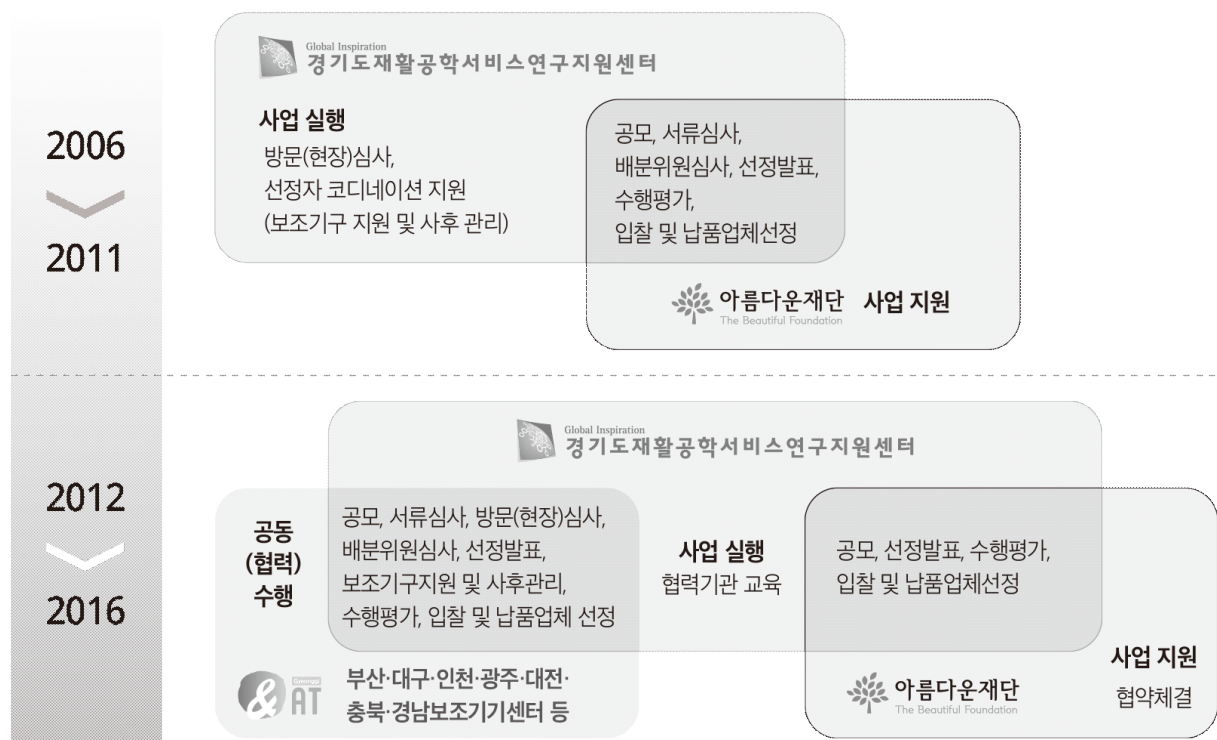 2006
2011
Global Inspiration
경기도재활공학서비스연구지원센터
사업 실행
방문(현장)심사,
선정자 코디네이션 지원
(보조기구 지원 및 사후 관리)
공모, 서류심사,
배분위원심사, 선정발표,
수행평가,
입찰 및 납품업체선정
아름다운재단
The Beautiful Foundation
사업 지원
2012
2016
Global Inspiration
경기도재활공학서비스연구지원센터
공동
(협력)
수행
공모, 서류심사, 방문(현장)심사,
배분위원심사, 선정발표,
보조기구지원 및 사후관리,
수행평가, 입찰 및 납품업체 선정
사업 실행
협력기관 교육
공모, 선정발표, 수행평가,
입찰 및 납품업체선정
& Gyeonggi AT
부산·대구·인천·광주·대전·
충북·경남보조기기센터 등
아름다운재단
The Beautiful Foundation
사업 지원
협약체결